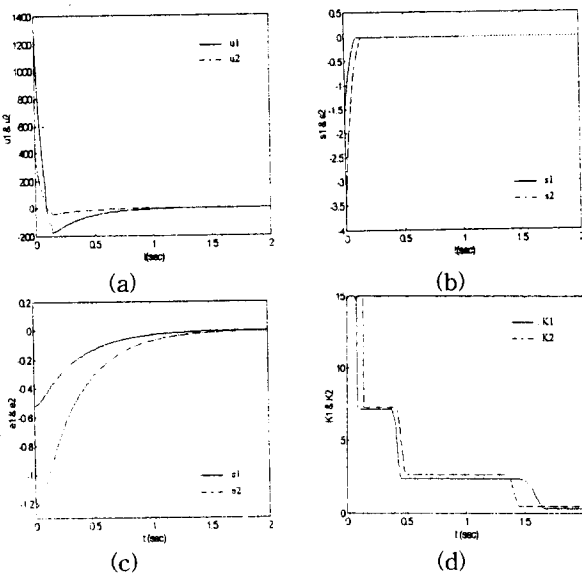 1400
1200
1000
800
600
400
200
0
-200
u1 & u2
u1
u2
0
0.5
1
1.5
2
t(sec)
(a)
0.5
0
-0.5
-1
-1.5
-2
-2.5
-3
-3.5
-4
s1 & s2
s1
s2
0
0.5
1
1.5
2
t(sec)
(b)
0.2
0
-0.2
-0.4
-0.6
-0.8
-1
-1.2
e1 & e2
e1
e2
0
0.5
1
1.5
2
t (sec)
(c)
15
10
5
0
K1 & K2
K1
K2
0
0.5
1
1.5
2
t (sec)
(d)